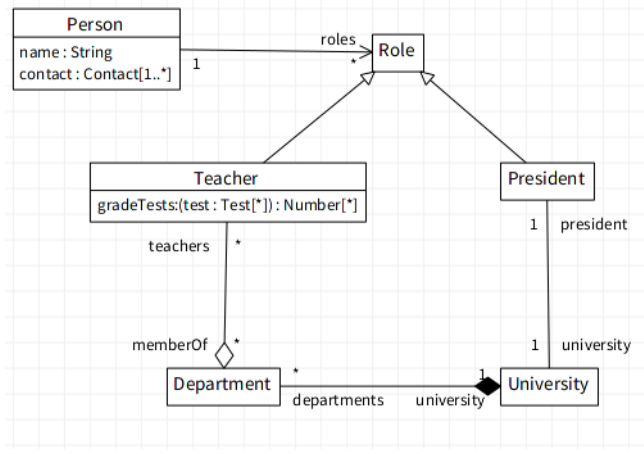 Person
name : String
contact : Contact[1..*]
roles
1
*
Role
Teacher
gradeTests:(test : Test[*]) : Number[*]
President
teachers
*
1
president
memberOf
*
1
university
Department
*
departments
1
university
University